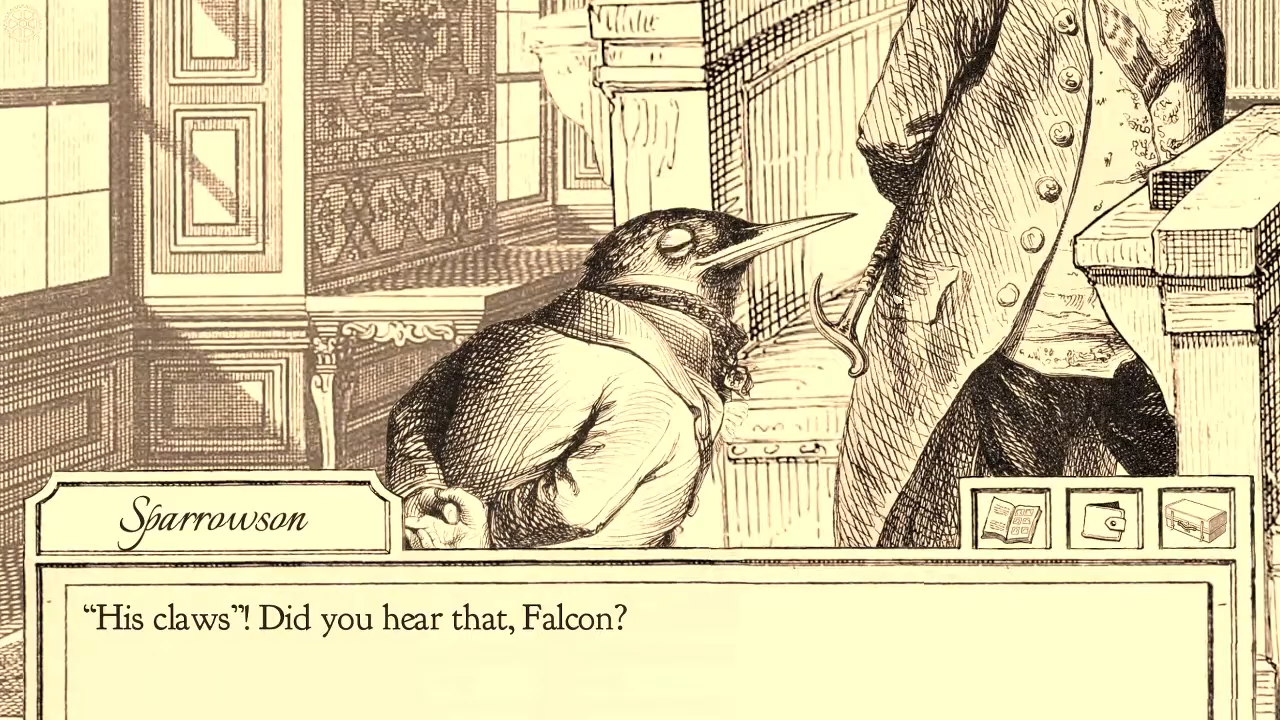 Sparrowson
“His claws”! Did you hear that, Falcon?